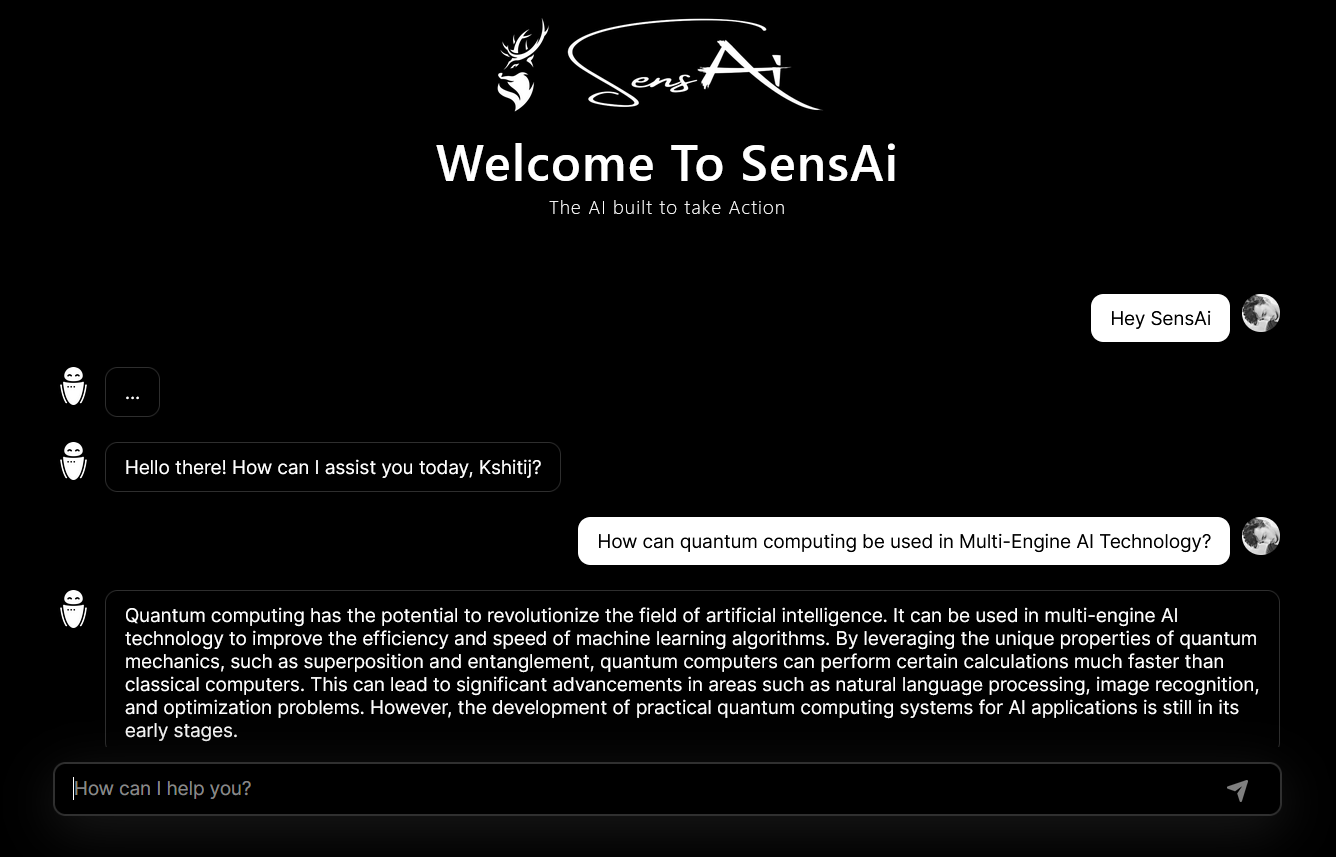 SensAi
Welcome To SensAi
The AI built to take Action
Hey SensAi
...
Hello there! How can I assist you today, Kshitij?
How can quantum computing be used in Multi-Engine AI Technology?
Quantum computing has the potential to revolutionize the field of artificial intelligence. It can be used in multi-engine AI
technology to improve the efficiency and speed of machine learning algorithms. By leveraging the unique properties of quantum
mechanics, such as superposition and entanglement, quantum computers can perform certain calculations much faster than
classical computers. This can lead to significant advancements in areas such as natural language processing, image recognition,
and optimization problems. However, the development of practical quantum computing systems for AI applications is still in its
early stages.
How can I help you?